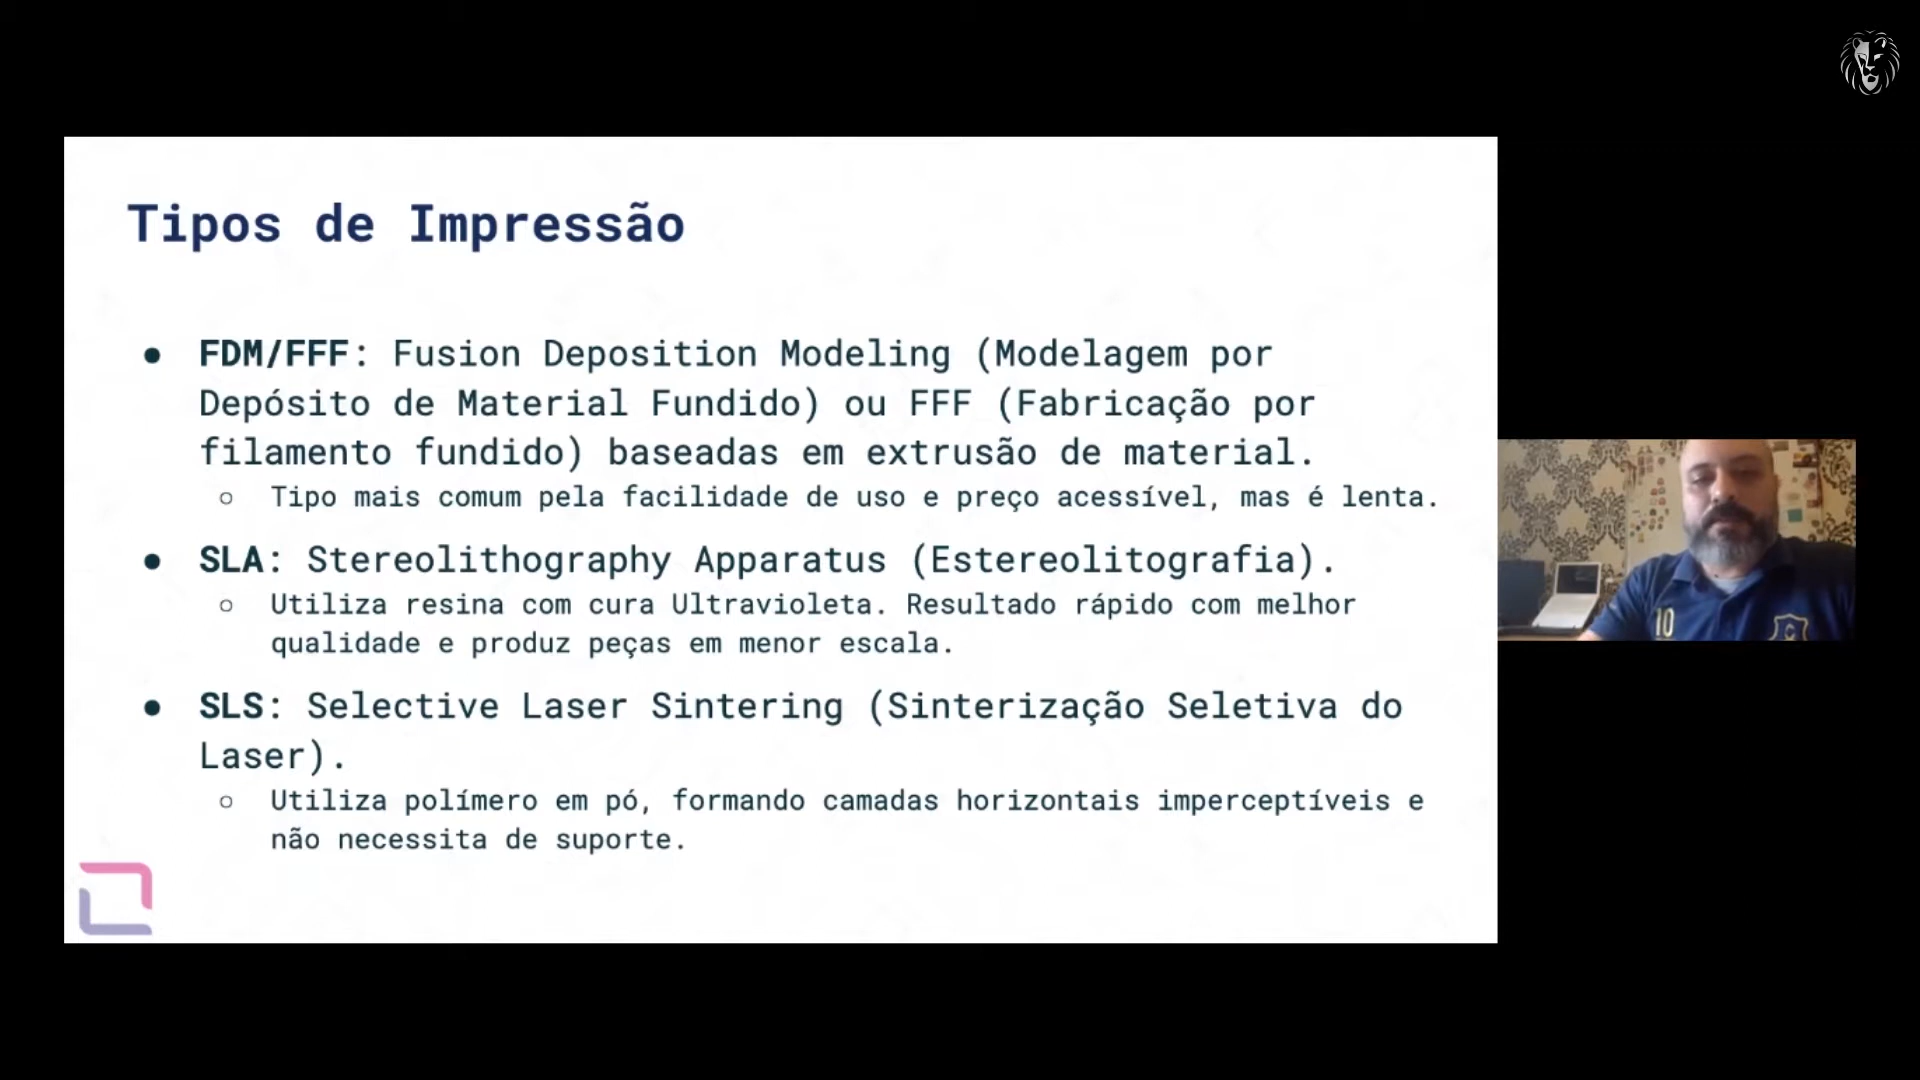 Tipos de Impressão
● FDM/FFF: Fusion Deposition Modeling (Modelagem por
Depósito de Material Fundido) ou FFF (Fabricação por
filamento fundido) baseadas em extrusão de material.
○ Tipo mais comum pela facilidade de uso e preço acessível, mas é lenta.
● SLA: Stereolithography Apparatus (Estereolitografia).
○ Utiliza resina com cura Ultravioleta. Resultado rápido com melhor
qualidade e produz peças em menor escala.
● SLS: Selective Laser Sintering (Sinterização Seletiva do
Laser).
○ Utiliza polímero em pó, formando camadas horizontais imperceptíveis e
não necessita de suporte.
10